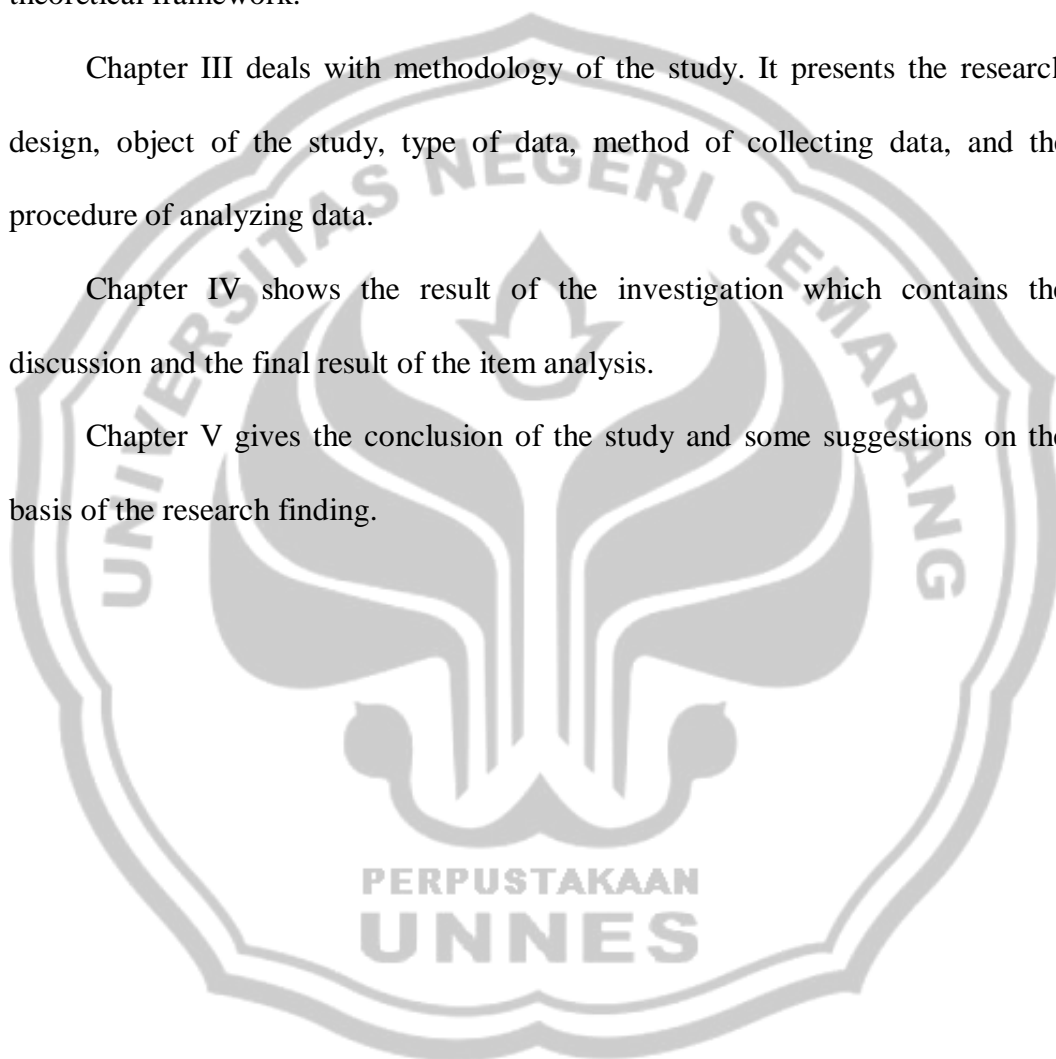 theoretical framework.
Chapter III deals with methodology of the study. It presents the research
design, object of the study, type of data, method of collecting data, and the
procedure of analyzing data.
Chapter IV shows the result of the investigation which contains the
discussion and the final result of the item analysis.
Chapter V gives the conclusion of the study and some suggestions on the
basis of the research finding.
UNIVERSITAS NEGERI SEMARANG
PERPUSTAKAAN
UNNES